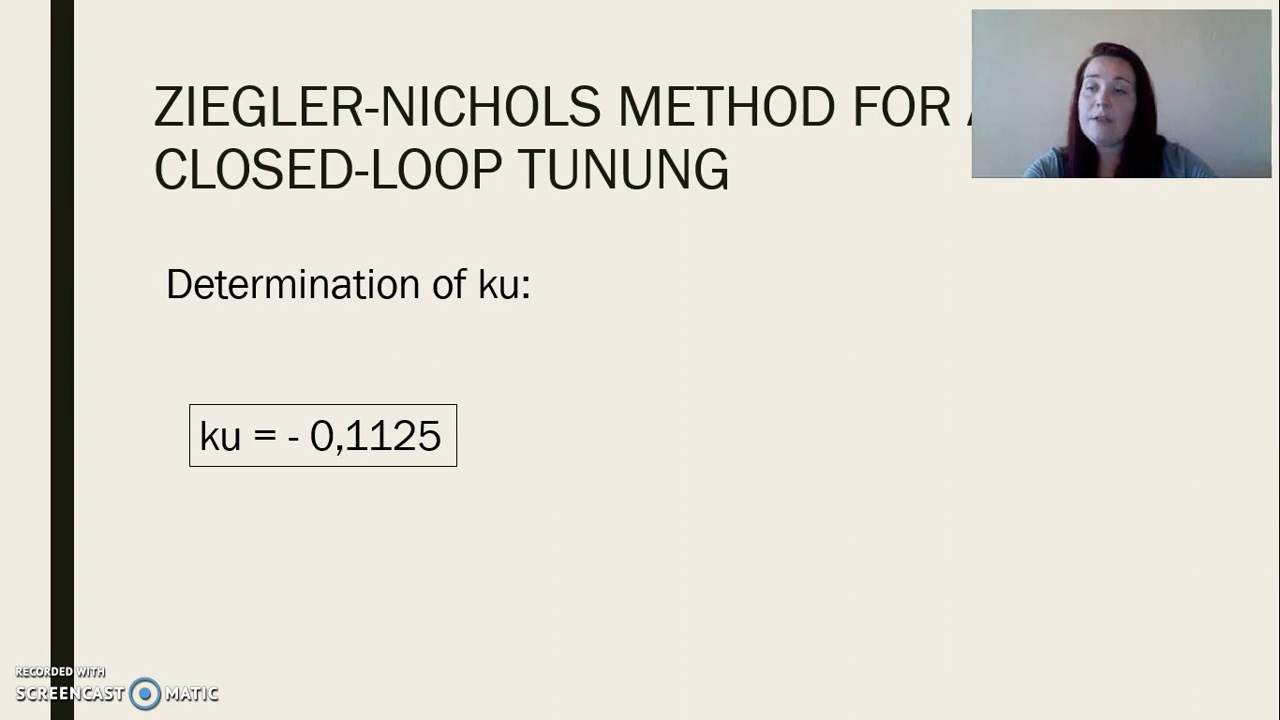 ZIEGLER-NICHOLS METHOD FOR
CLOSED-LOOP TUNUNG
Determination of ku:
ku = - 0,1125
RECORDED WITH
SCREENCAST MATIC